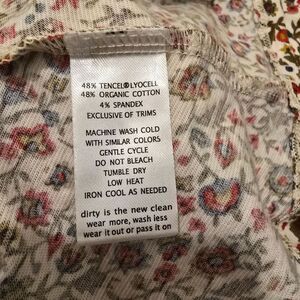 48% TENCEL®LYOCELL
48% ORGANIC COTTON
4% SPANDEX
EXCLUSIVE OF TRIMS
MACHINE WASH COLD
WITH SIMILAR COLORS
GENTLE CYCLE
DO NOT BLEACH
TUMBLE DRY
LOW HEAT
IRON COOL AS NEEDED
dirty is the new clean
wear more, wash less
wear it out or pass it on